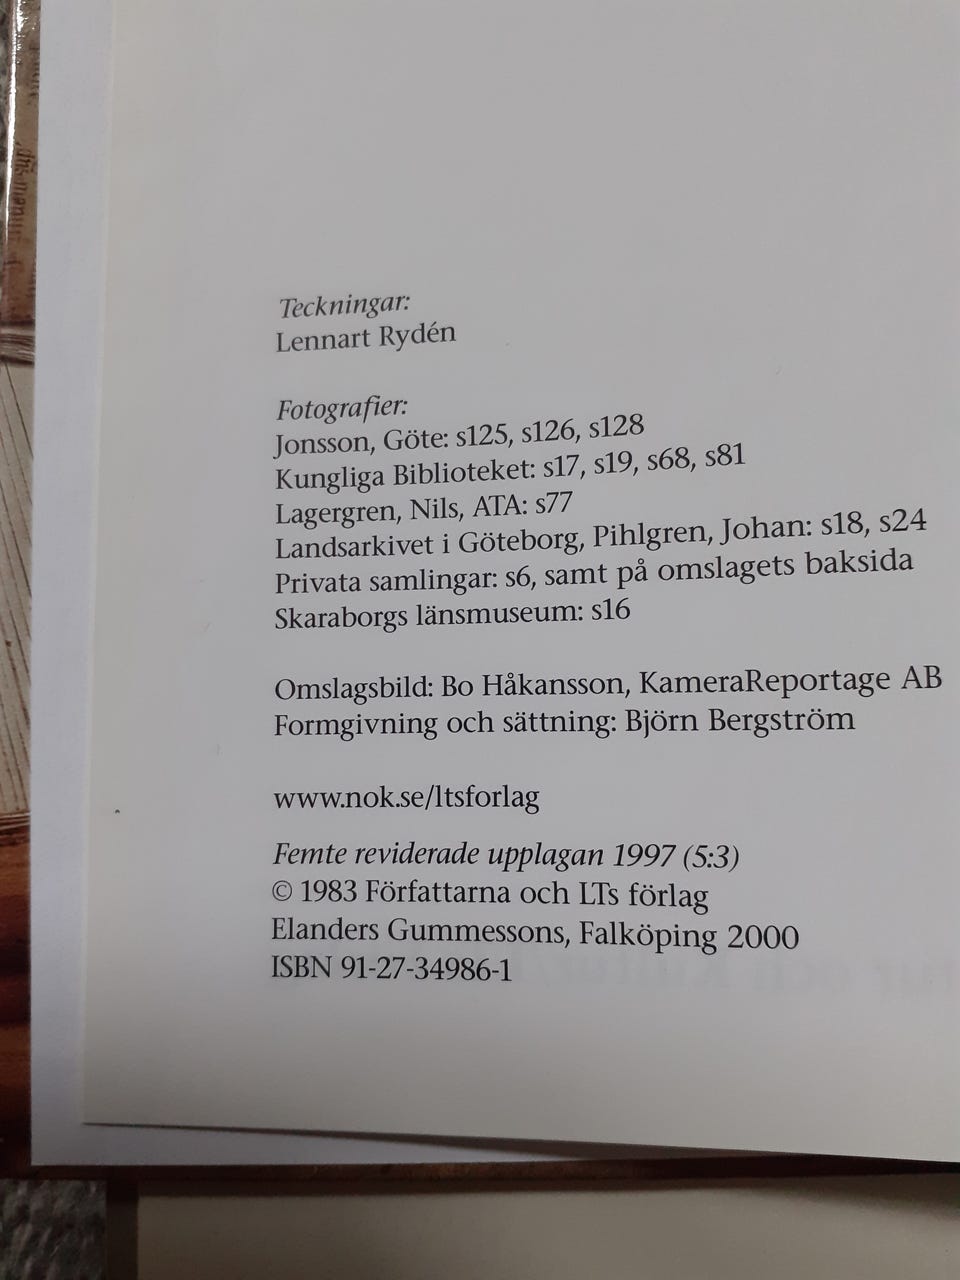 Teckningar:
Lennart Rydén
Fotografier:
Jonsson, Göte: s125, s126, s128
Kungliga Biblioteket: s17, s19, s68, s81
Lagergren, Nils, ATA: s77
Landsarkivet i Göteborg, Pihlgren, Johan: s18, s24
Privata samlingar: s6, samt på omslagets baksida
Skaraborgs länsmuseum: s16
Omslagsbild: Bo Håkansson, KameraReportage AB
Formgivning och sättning: Björn Bergström
www.nok.se/ltsforlag
Femte reviderade upplagan 1997 (5:3)
© 1983 Författarna och LTs förlag
Elanders Gummessons, Falköping 2000
ISBN 91-27-34986-1